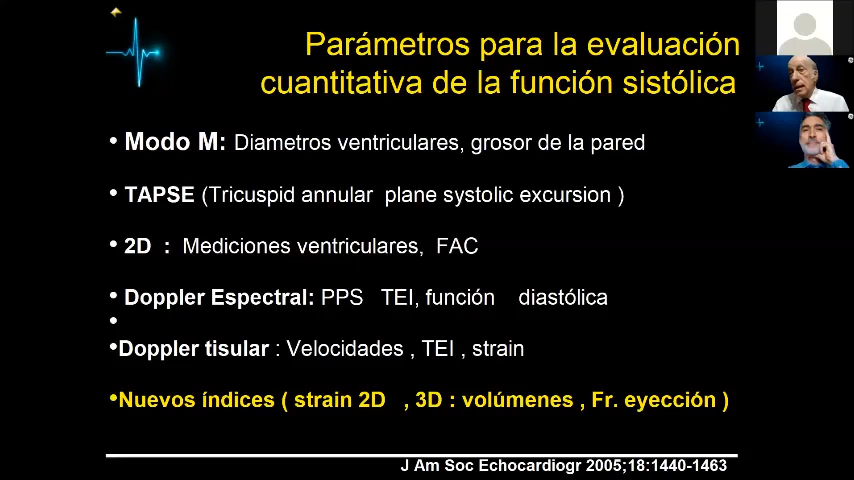 Parámetros para la evaluación
cuantitativa de la función sistólica
• Modo M: Diametros ventriculares, grosor de la pared
• TAPSE (Tricuspid annular plane systolic excursion )
• 2D : Mediciones ventriculares, FAC
• Doppler Espectral: PPS TEI, función diastólica
•
•Doppler tisular : Velocidades , TEI , strain
•Nuevos índices ( strain 2D , 3D : volúmenes , Fr. eyección )
J Am Soc Echocardiogr 2005;18:1440-1463